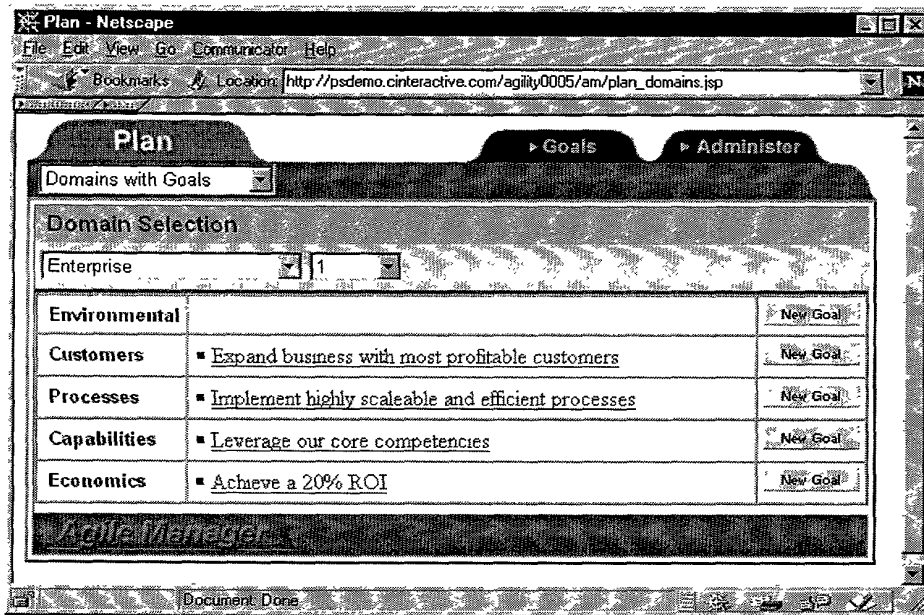 Plan - Netscape
File Edit View Go Communicator Help
Bookmarks Location: http://psdemo.cinteractive.com/agility0005/am/plan_domains.jsp
Plan
Goals
Administer
Domains with Goals
Domain Selection
Enterprise 1
Environmental New Goal
Customers Expand business with most profitable customers New Goal
Processes Implement highly scaleable and efficient processes New Goal
Capabilities Leverage our core competencies New Goal
Economics Achieve a 20% ROI New Goal
Agile Manager
Document: Done